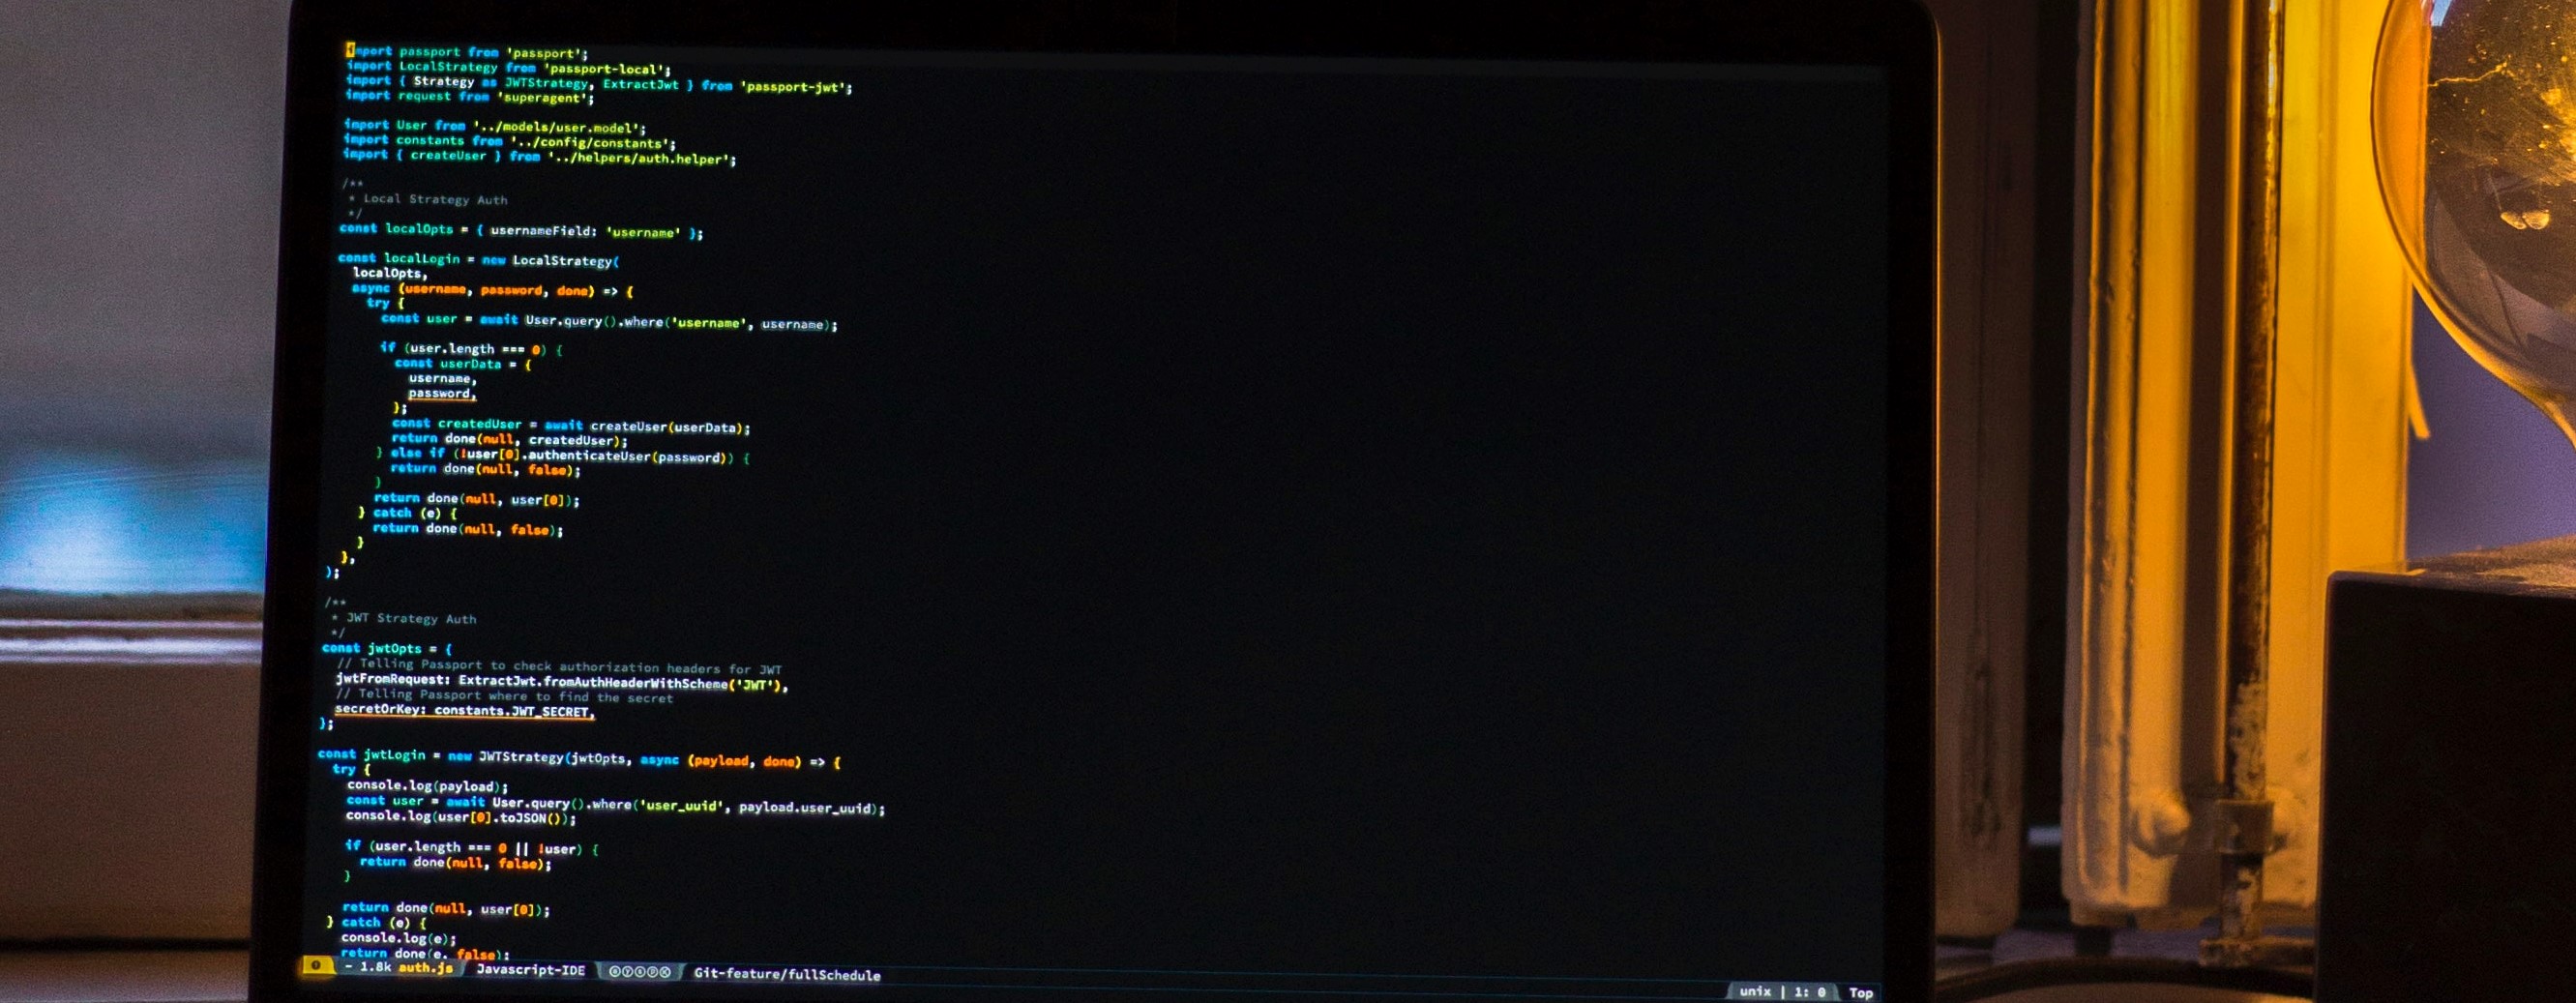 import passport from 'passport';
import LocalStrategy from 'passport-local';
import { Strategy as JWTStrategy, ExtractJwt } from 'passport-jwt';
import request from 'superagent';

import User from '../models/user.model';
import constants from '../config/constants';
import { createUser } from '../helpers/auth.helper';

/**
 * Local Strategy Auth
 */
const localOpts = { usernameField: 'username' };

const localLogin = new LocalStrategy(
  localOpts,
  async (username, password, done) => {
    try {
      const user = await User.query().where('username', username);

      if (user.length === 0) {
        const userData = {
          username,
          password,
        };
        const createdUser = await createUser(userData);
        return done(null, createdUser);
      } else if (!user[0].authenticateUser(password)) {
        return done(null, false);
      }
      return done(null, user[0]);
    } catch (e) {
      return done(null, false);
    }
  },
);

/**
 * JWT Strategy Auth
 */
const jwtOpts = {
  // Telling Passport to check authorization headers for JWT
  jwtFromRequest: ExtractJwt.fromAuthHeaderWithScheme('JWT'),
  // Telling Passport where to find the secret
  secretOrKey: constants.JWT_SECRET,
};

const jwtLogin = new JWTStrategy(jwtOpts, async (payload, done) => {
  try {
    console.log(payload);
    const user = await User.query().where('user_uuid', payload.user_uuid);
    console.log(user[0].toJSON());

    if (user.length === 0 || !user) {
      return done(null, false);
    }

    return done(null, user[0]);
  } catch (e) {
    console.log(e);
    return done(e, false);
- 1.8k auth.js Javascript-IDE Git-feature/fullSchedule
unix | 1: 0 Top